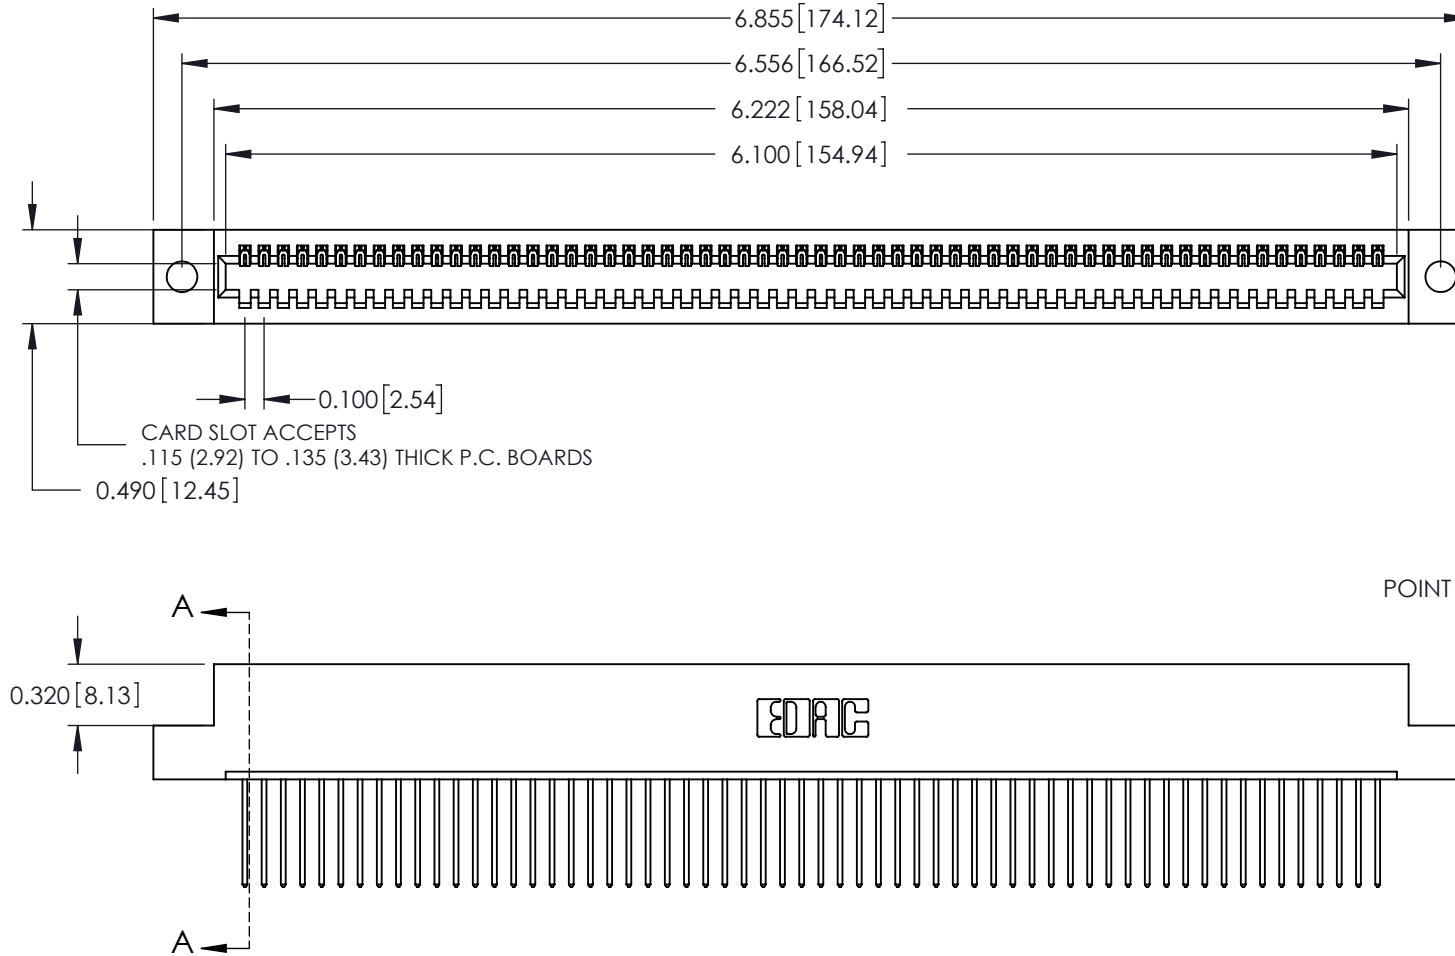 6.855[174.12]
6.556[166.52]
6.222[158.04]
6.100[154.94]
0.100[2.54]
CARD SLOT ACCEPTS
.115 (2.92) TO .135 (3.43) THICK P.C. BOARDS
0.490[12.45]
POINT
A
0.320[8.13]
EDAC
A